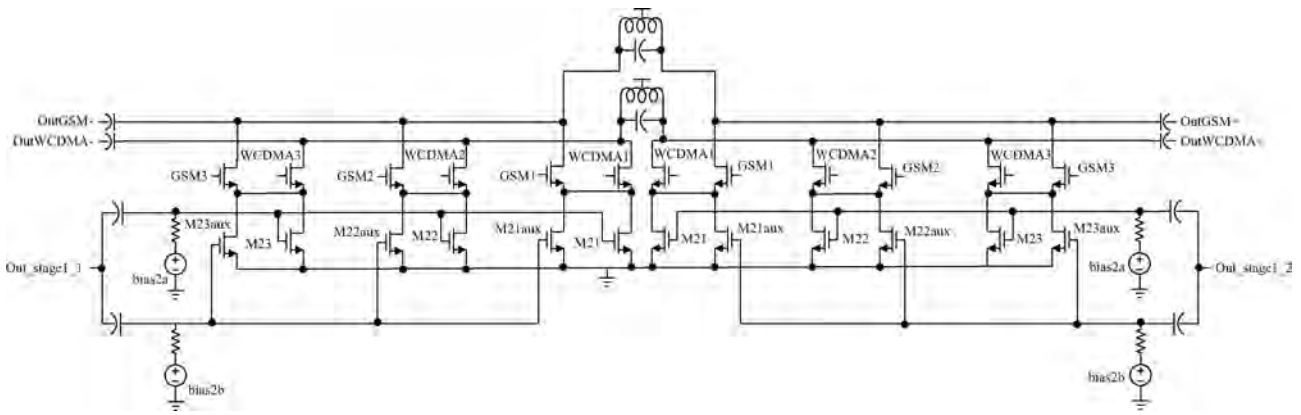 OutGSM-
OutGSM+
OutWCDMA-
OutWCDMA+
WCDMA3
WCDMA2
WCDMA1
WCDMA1
WCDMA2
WCDMA3
GSM3
GSM2
GSM1
GSM1
GSM2
GSM3
M23aux
M23
M22aux
M22
M21aux
M21
M21
M21aux
M22
M22aux
M23
M23aux
Out_stage1_1
bias2a
bias2a
Out_stage1_2
bias2b
bias2b